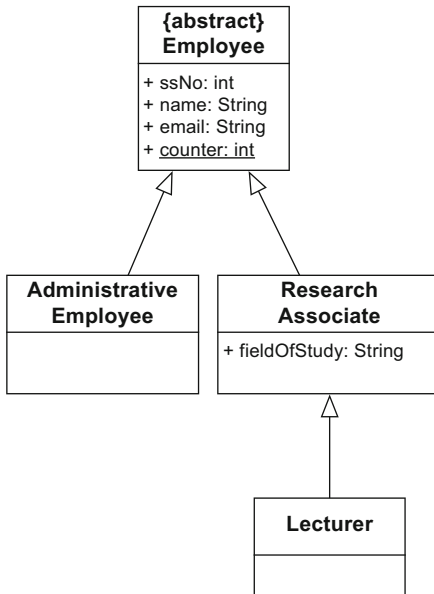 {abstract}
Employee
+ ssNo: int
+ name: String
+ email: String
+ counter: int
Administrative
Employee
Research
Associate
+ fieldOfStudy: String
Lecturer